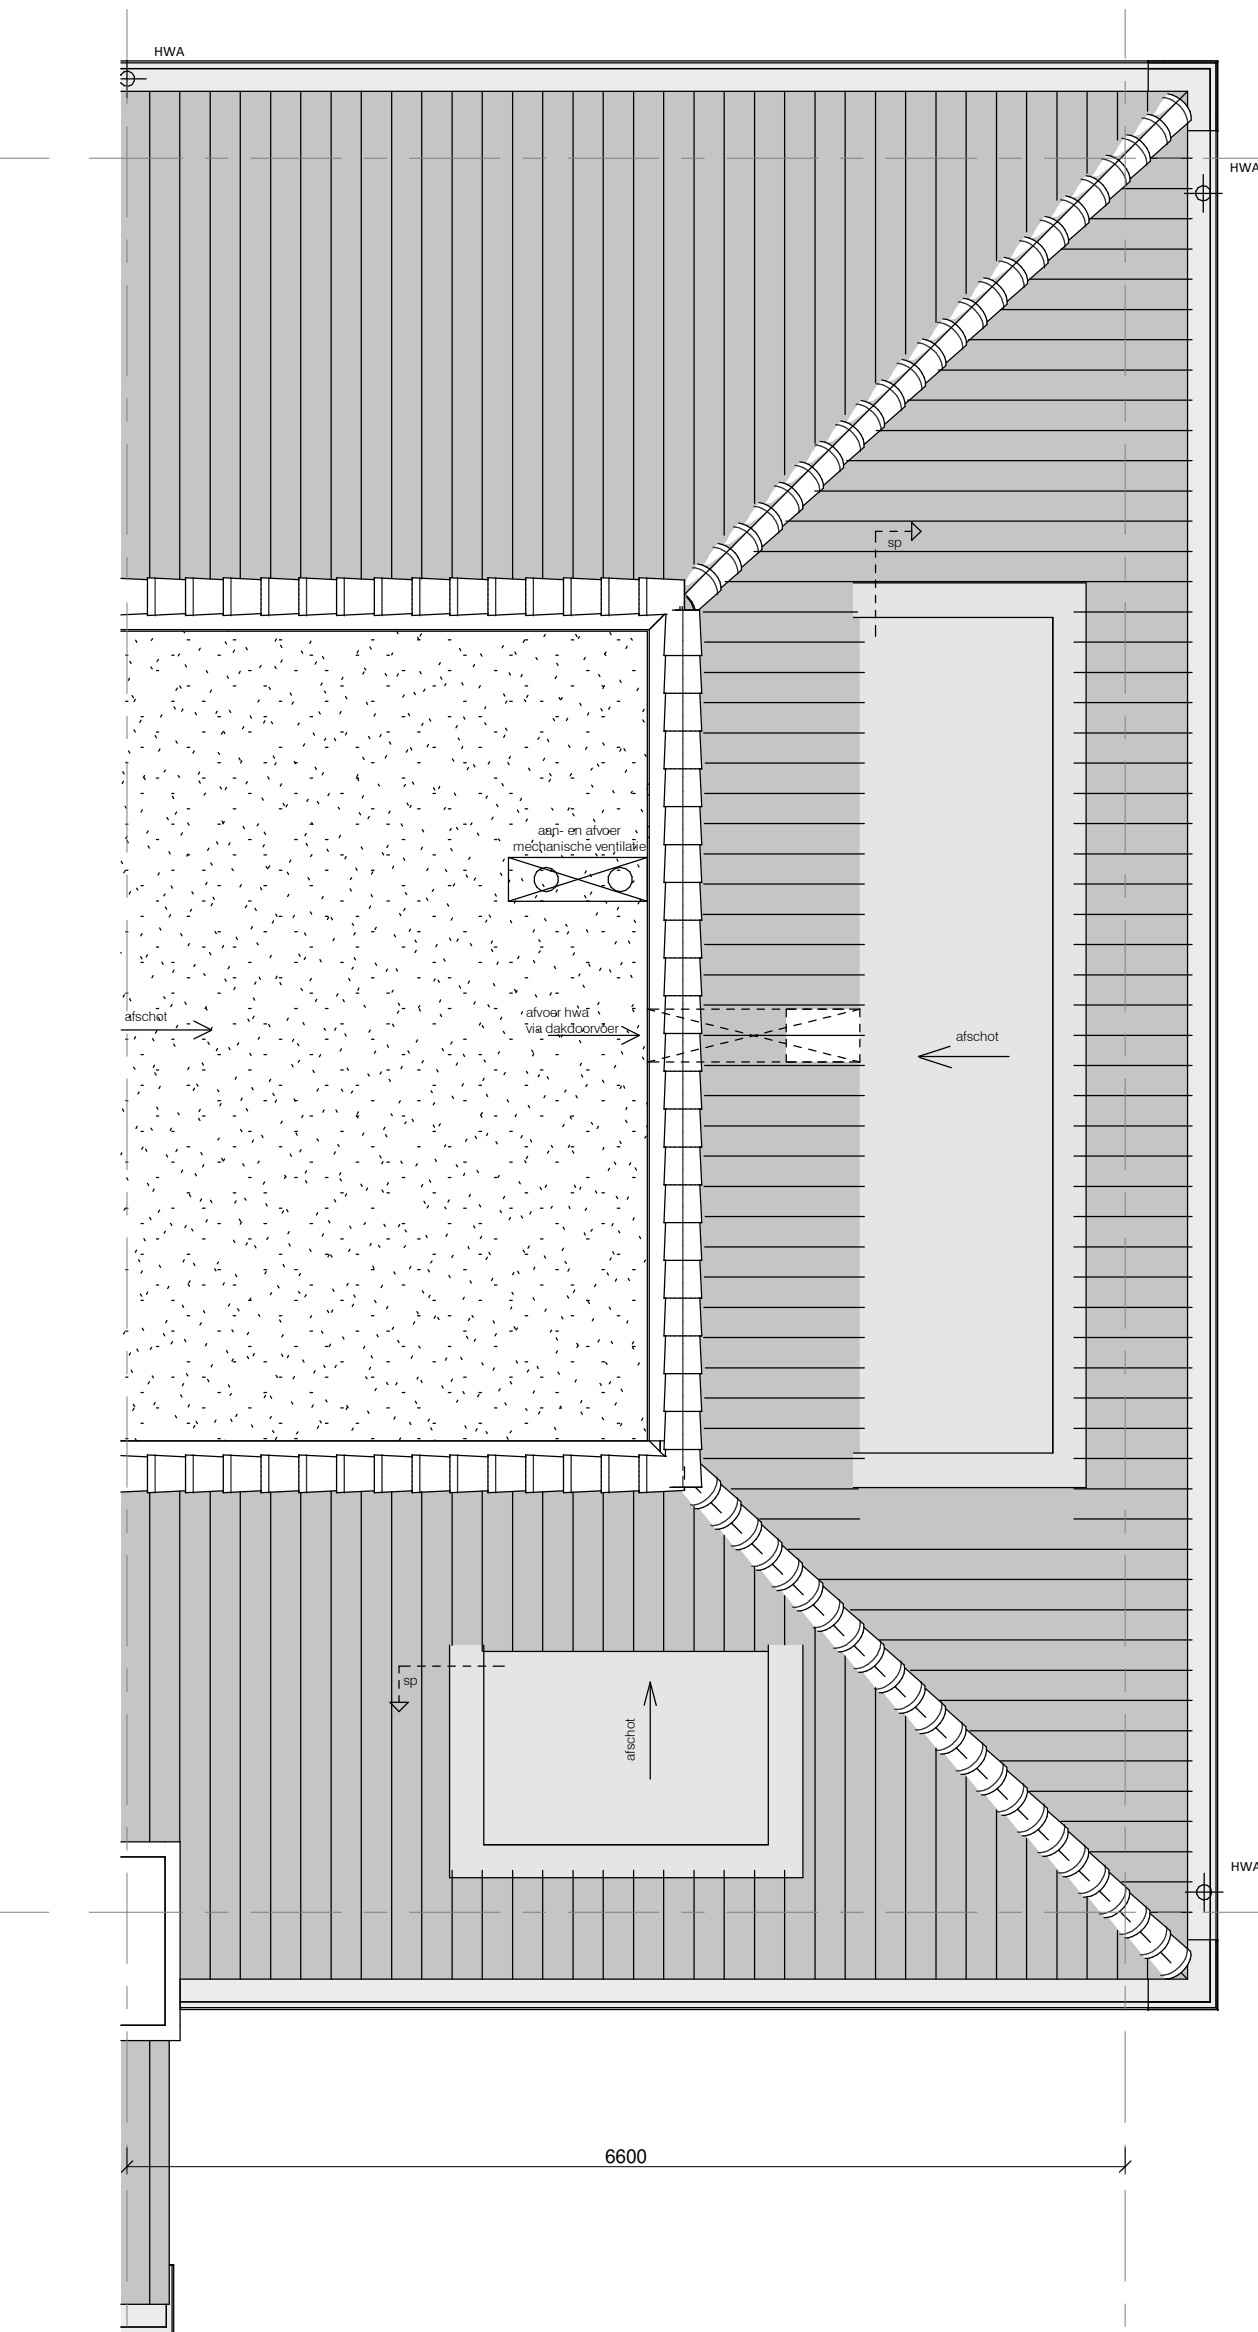 HWA
HWA
sp
aan- en afvoer
mechanische ventilatie
afschot
afvoer hwa
via dakdoorvoer
afschot
sp
afschot
HWA
6600